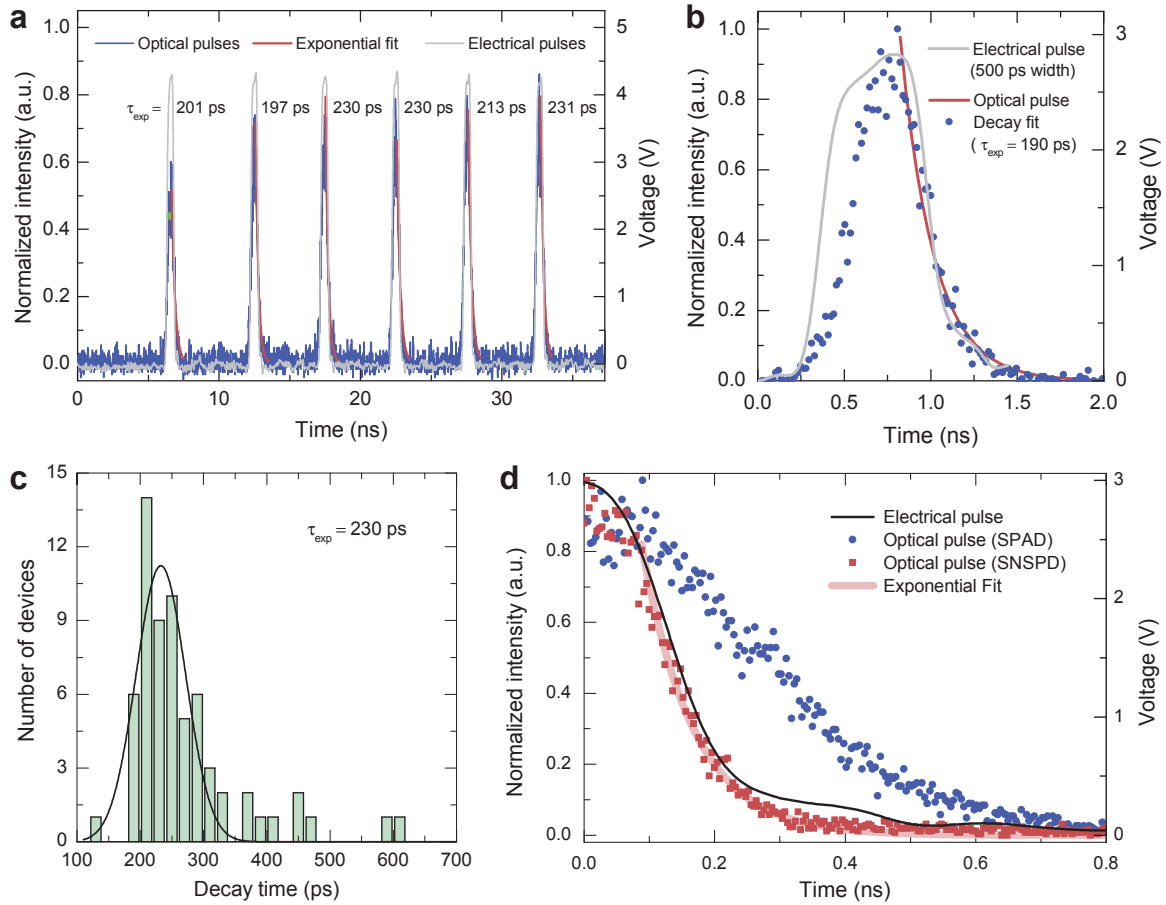 a
Optical pulses
Exponential fit
Electrical pulses
τexp = 201 ps
197 ps
230 ps
230 ps
213 ps
231 ps
Normalized intensity (a.u.)
1.0
0.8
0.6
0.4
0.2
0.0
Voltage (V)
5
4
3
2
1
0
0 10 20 30
Time (ns)
b
Electrical pulse
(500 ps width)
Optical pulse
Decay fit
( τexp = 190 ps)
Normalized intensity (a.u.)
1.0
0.8
0.6
0.4
0.2
0.0
Voltage (V)
3
2
1
0
0.0 0.5 1.0 1.5 2.0
Time (ns)
c
τexp = 230 ps
Number of devices
15
12
9
6
3
0
100 200 300 400 500 600 700
Decay time (ps)
d
Electrical pulse
Optical pulse (SPAD)
Optical pulse (SNSPD)
Exponential Fit
Normalized intensity (a.u.)
1.0
0.8
0.6
0.4
0.2
0.0
Voltage (V)
3
2
1
0
0.0 0.2 0.4 0.6 0.8
Time (ns)